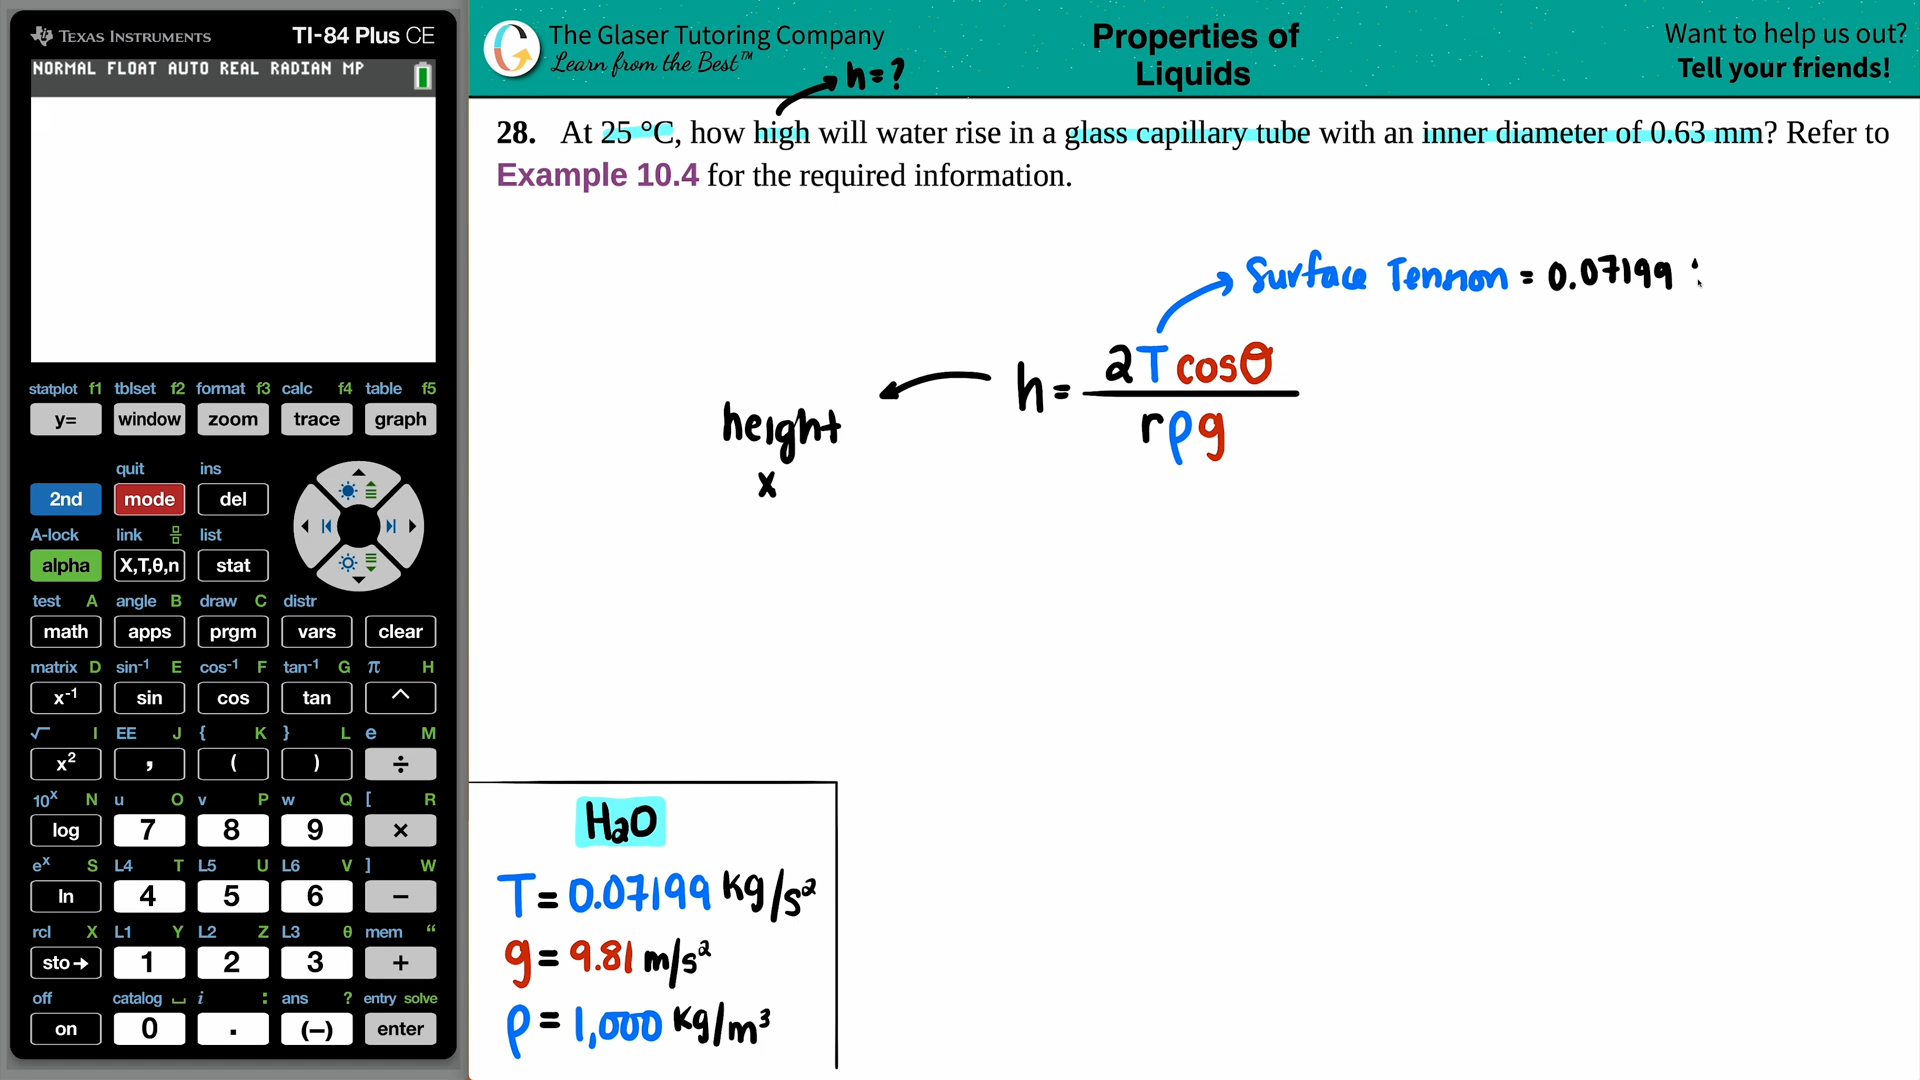 TEXAS INSTRUMENTS TI-84 Plus CE
NORMAL FLOAT AUTO REAL RADIAN MP
statplot f1 tblset f2 format f3 calc f4 table f5
y= window zoom trace graph
quit ins
2nd mode del
A-lock link list
alpha X,T,θ,n stat
test A angle B draw C distr
math apps prgm vars clear
matrix D sin⁻¹ E cos⁻¹ F tan⁻¹ G π H
x⁻¹ sin cos tan ^
√ I EE J { K } L e M
x² , ( ) ÷
10ˣ N u O v P w Q [ R
log 7 8 9 ×
eˣ S L4 T L5 U L6 V ] W
ln 4 5 6 −
rcl X L1 Y L2 Z L3 θ mem "
sto→ 1 2 3 +
off catalog ⎵ i : ans ? entry solve
on 0 . (−) enter
The Glaser Tutoring Company
Learn from the Best™
Properties of
Liquids
Want to help us out?
Tell your friends!
h=?
28. At 25 °C, how high will water rise in a glass capillary tube with an inner diameter of 0.63 mm? Refer to
Example 10.4 for the required information.
Surface Tension = 0.07199
h = 2Tcosθ
rρg
height
x
H₂O
T = 0.07199 kg/s²
g = 9.81 m/s²
ρ = 1,000 kg/m³